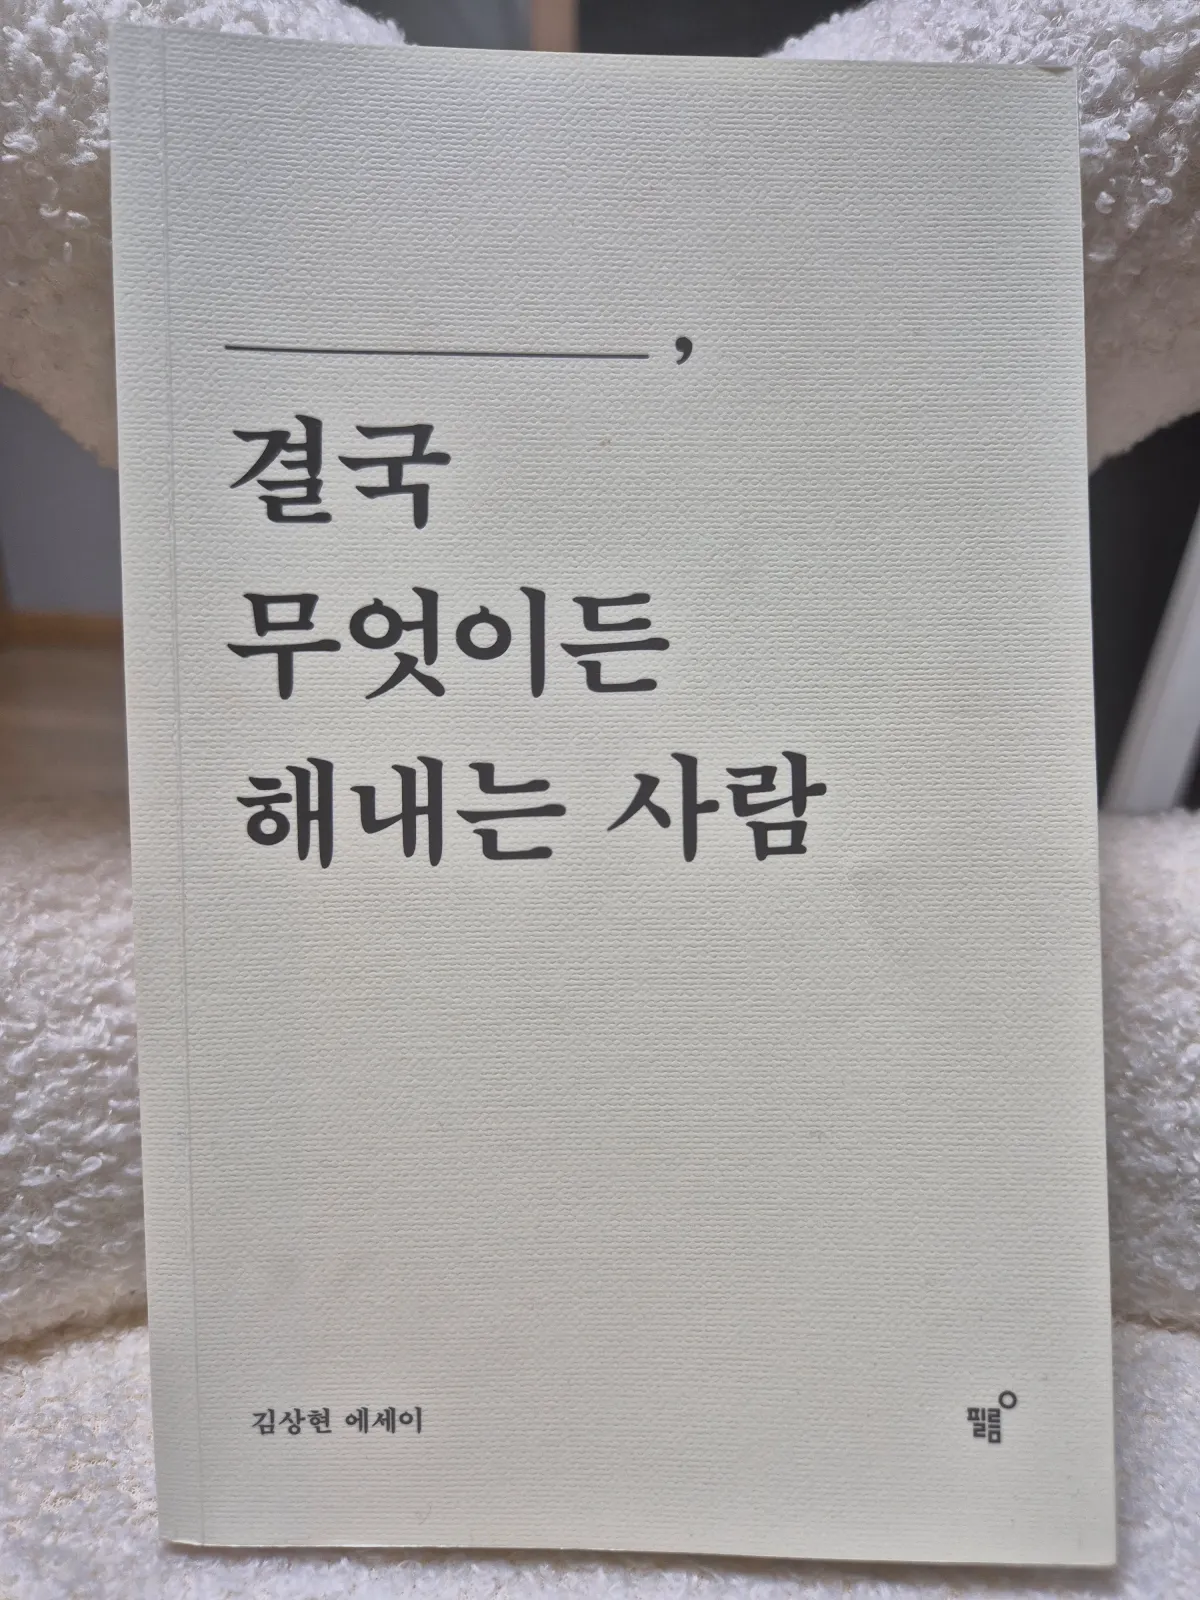 ________,
결국
무엇이든
해내는 사람
김상현 에세이
필름